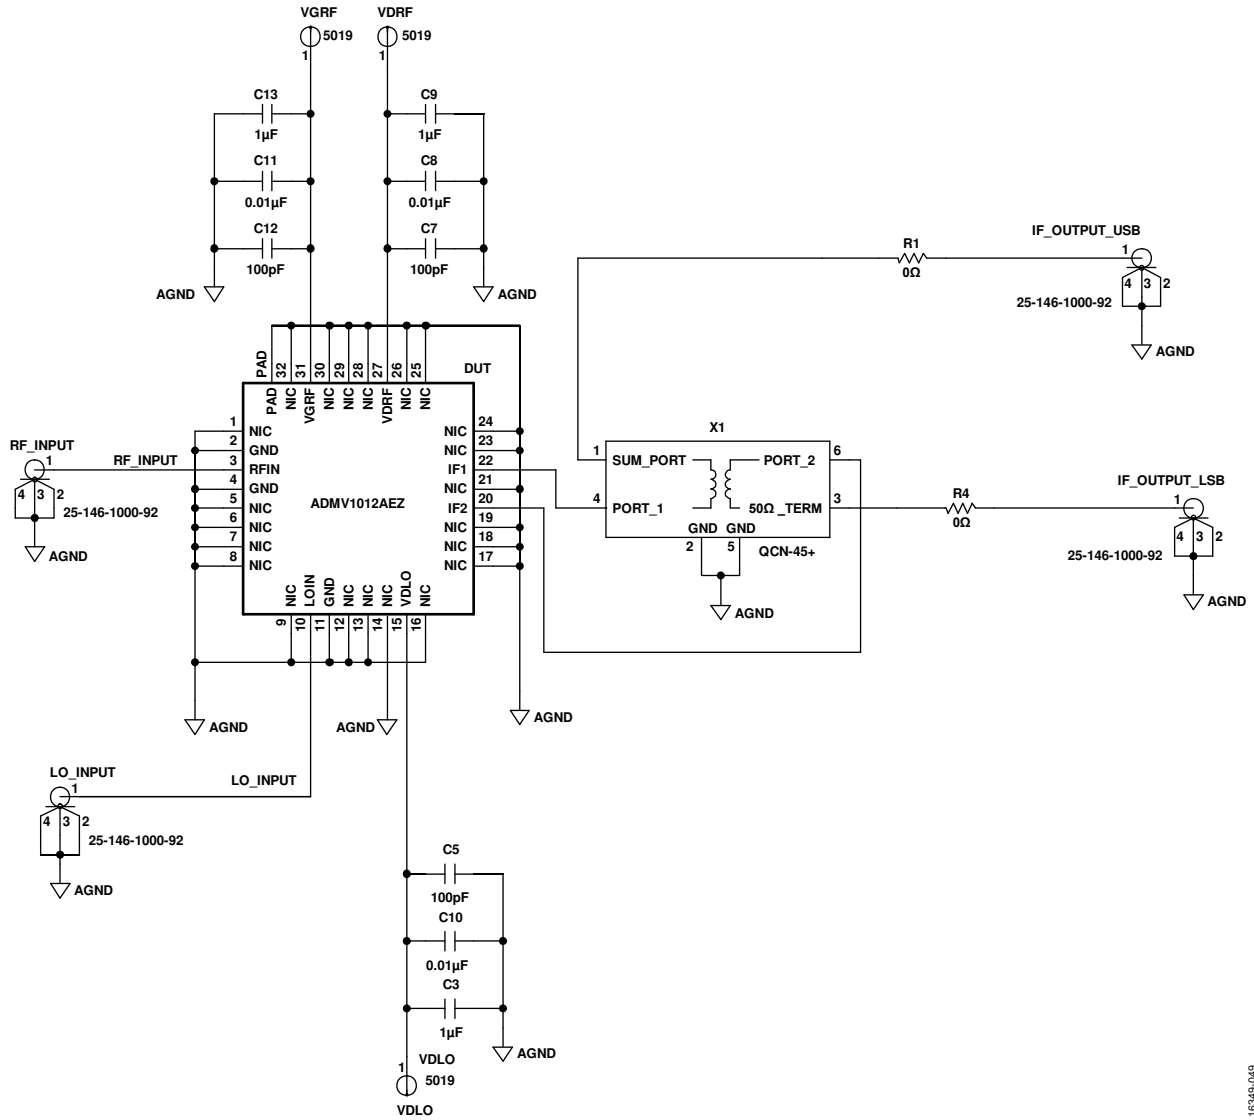 VGRF VDRF
5019 5019
1 1
C13 C9
1µF 1µF
C11 C8
0.01µF 0.01µF
C12 C7
100pF 100pF
AGND AGND
IF_OUTPUT_USB
R1 1
0Ω
4 3 2
25-146-1000-92
AGND
PAD 32 31 30 29 28 27 26 25
DUT
PAD NIC VGRF NIC NIC NIC VDRF NIC NIC
1 NIC NIC 24
2 GND NIC 23
3 RFIN IF1 22
4 GND NIC 21
5 NIC IF2 20
6 NIC NIC 19
7 NIC NIC 18
8 NIC NIC 17
ADMV1012AEZ
NIC LOIN GND NIC NIC NIC VDLO NIC
9 10 11 12 13 14 15 16
RF_INPUT
1 RF_INPUT
4 3 2
25-146-1000-92
AGND
X1
1 SUM_PORT PORT_2 6
4 PORT_1 50Ω_TERM 3
GND GND
2 5 QCN-45+
AGND
IF_OUTPUT_LSB
R4 1
0Ω
4 3 2
25-146-1000-92
AGND
AGND AGND AGND
LO_INPUT
1 LO_INPUT
4 3 2
25-146-1000-92
AGND
C5
100pF
C10
0.01µF
C3
1µF
AGND
VDLO
1 5019
VDLO
16349-049